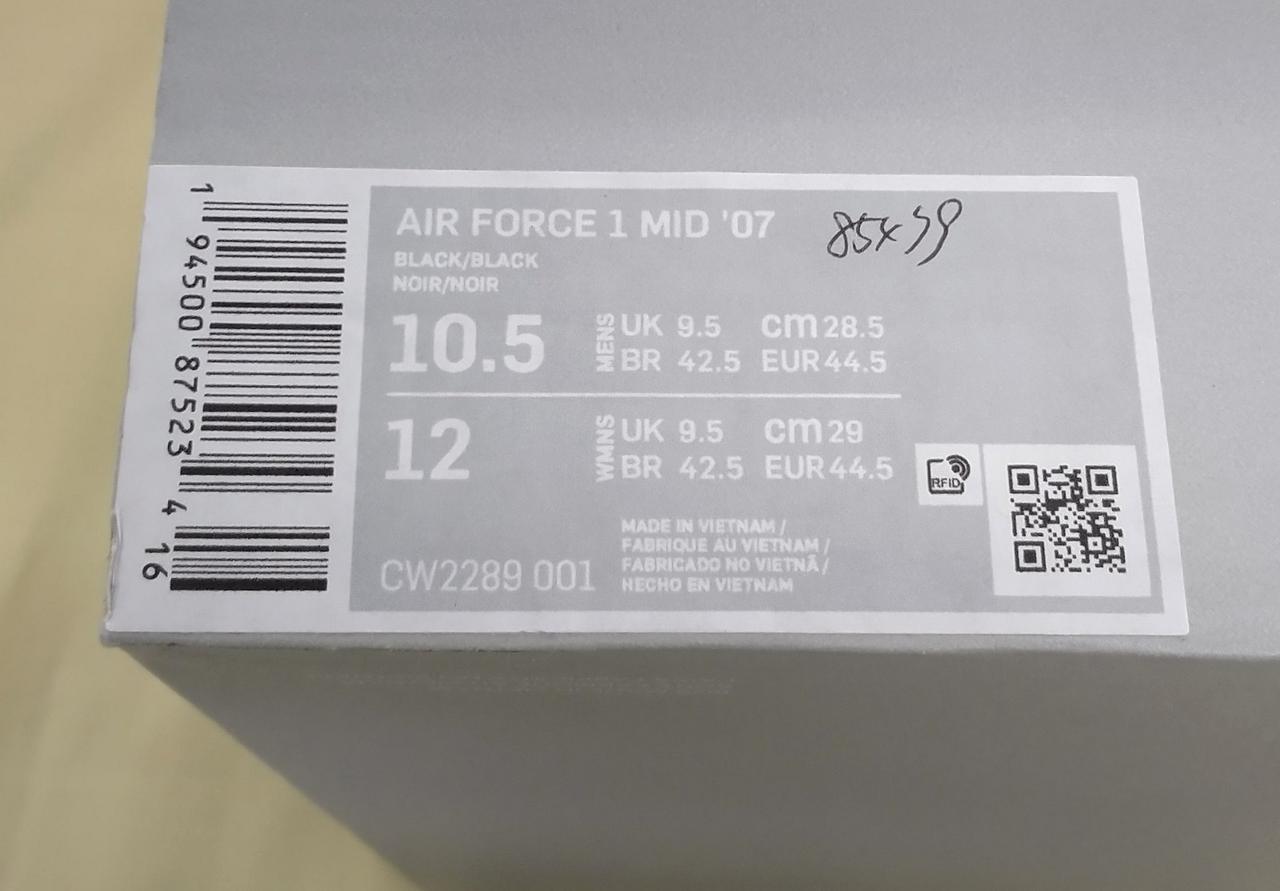 AIR FORCE 1 MID '07
BLACK/BLACK
NOIR/NOIR
10.5 MENS UK 9.5 cm 28.5
BR 42.5 EUR 44.5
12 WMNS UK 9.5 cm 29
BR 42.5 EUR 44.5
CW2289 001
MADE IN VIETNAM /
FABRIQUE AU VIETNAM /
FABRICADO NO VIETNÃ /
HECHO EN VIETNAM
RFID
1 94500 87523 4 16